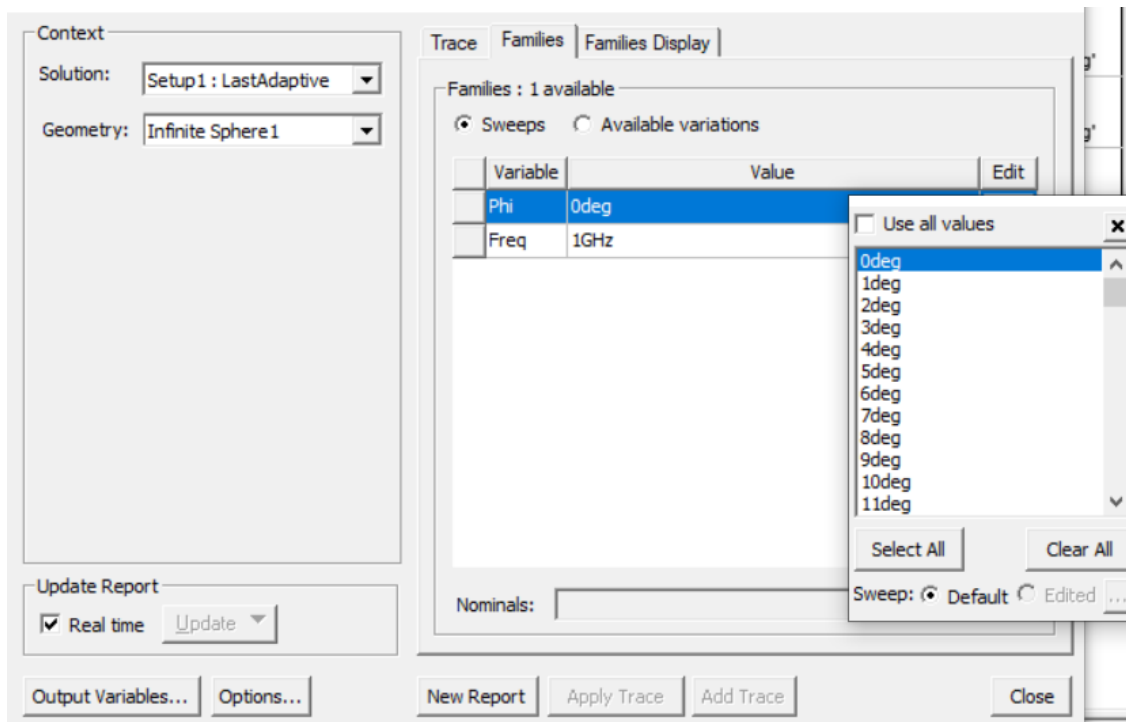 Context
Solution:
Setup1 : LastAdaptive
Geometry:
Infinite Sphere1
Update Report
Real time
Update
Output Variables...
Options...
Trace
Families
Families Display
Families : 1 available
Sweeps
Available variations
Variable
Value
Edit
Phi
0deg
Freq
1GHz
Use all values
0deg
1deg
2deg
3deg
4deg
5deg
6deg
7deg
8deg
9deg
10deg
11deg
Select All
Clear All
Sweep:
Default
Edited
...
Nominals:
New Report
Apply Trace
Add Trace
Close